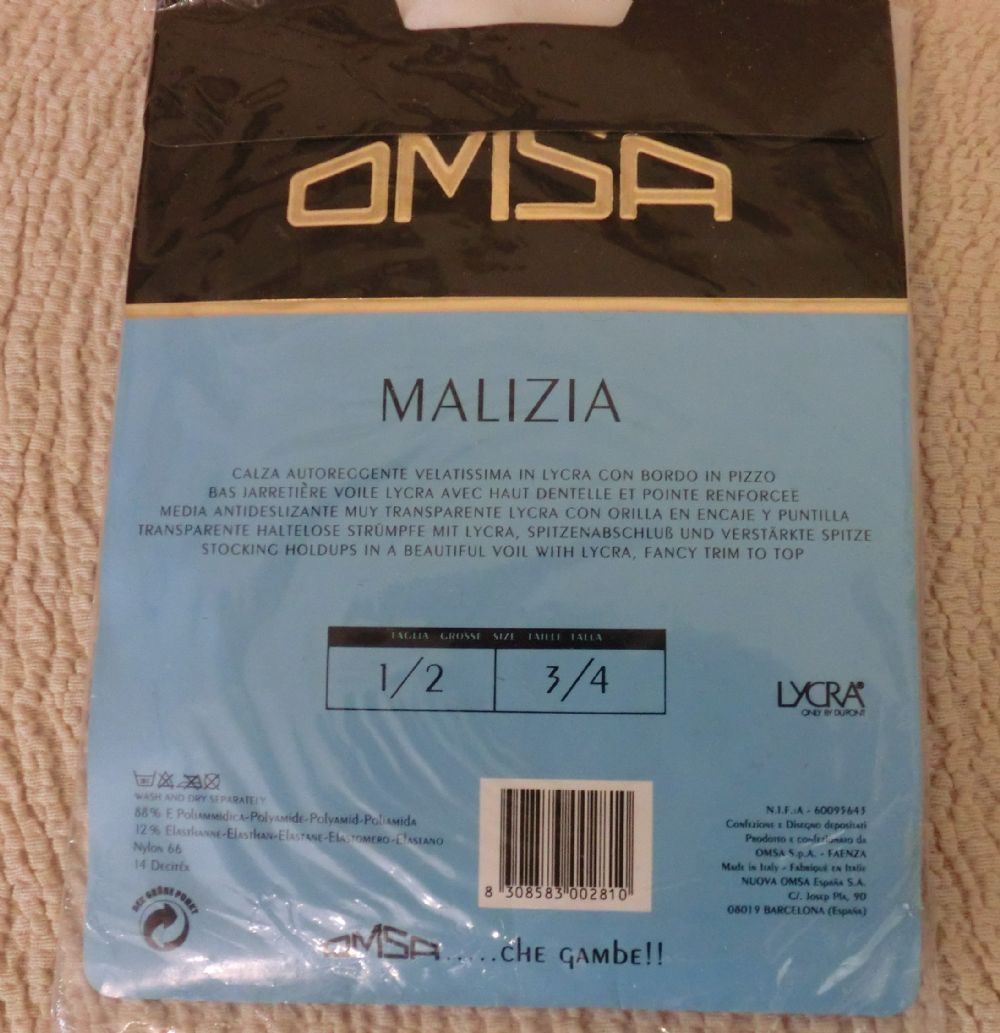 OMSA
MALIZIA
CALZA AUTOREGGENTE VELATISSIMA IN LYCRA CON BORDO IN PIZZO
BAS JARRETIÈRE VOILE LYCRA AVEC HAUT DENTELLE ET POINTE RENFORCEE
MEDIA ANTIDESLIZANTE MUY TRANSPARENTE LYCRA CON ORILLA EN ENCAJE Y PUNTILLA
TRANSPARENTE HALTELOSE STRÜMPFE MIT LYCRA, SPITZENABSCHLUß UND VERSTÄRKTE SPITZE
STOCKING HOLDUPS IN A BEAUTIFUL VOIL WITH LYCRA, FANCY TRIM TO TOP
TAGLIA GROSSE SIZE TAILLE TALLA
1/2 3/4
LYCRA®
ONLY BY DUPONT
WASH AND DRY SEPARATELY
88% E Poliammidica-Polyamide-Polyamid-Poliamida
12% Elasthanne-Elasthan-Elastane-Elastomero-Elastano
Nylon 66
14 Decitex
DER GRÜNE PUNKT
8 308583 002810
N.I.F.:A - 60095645
Confezione e Disegno depositati
Prodotto e confezionato da
OMSA S.p.A. - FAENZA
Made in Italy - Fabriqué en Italie
NUOVA OMSA España S.A.
C/. Josep Pla, 90
08019 BARCELONA (España)
OMSA.....che gambe!!